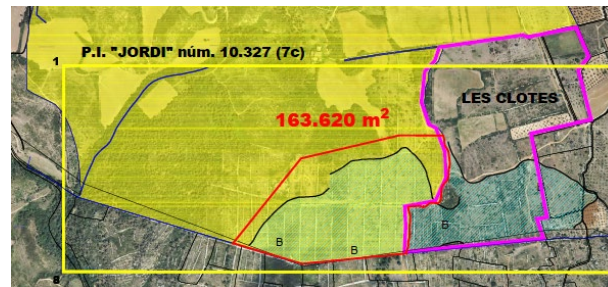 P.I. "JORDI" núm. 10.327 (7c)
1
LES CLOTES
163.620 m²
B
B
B
8